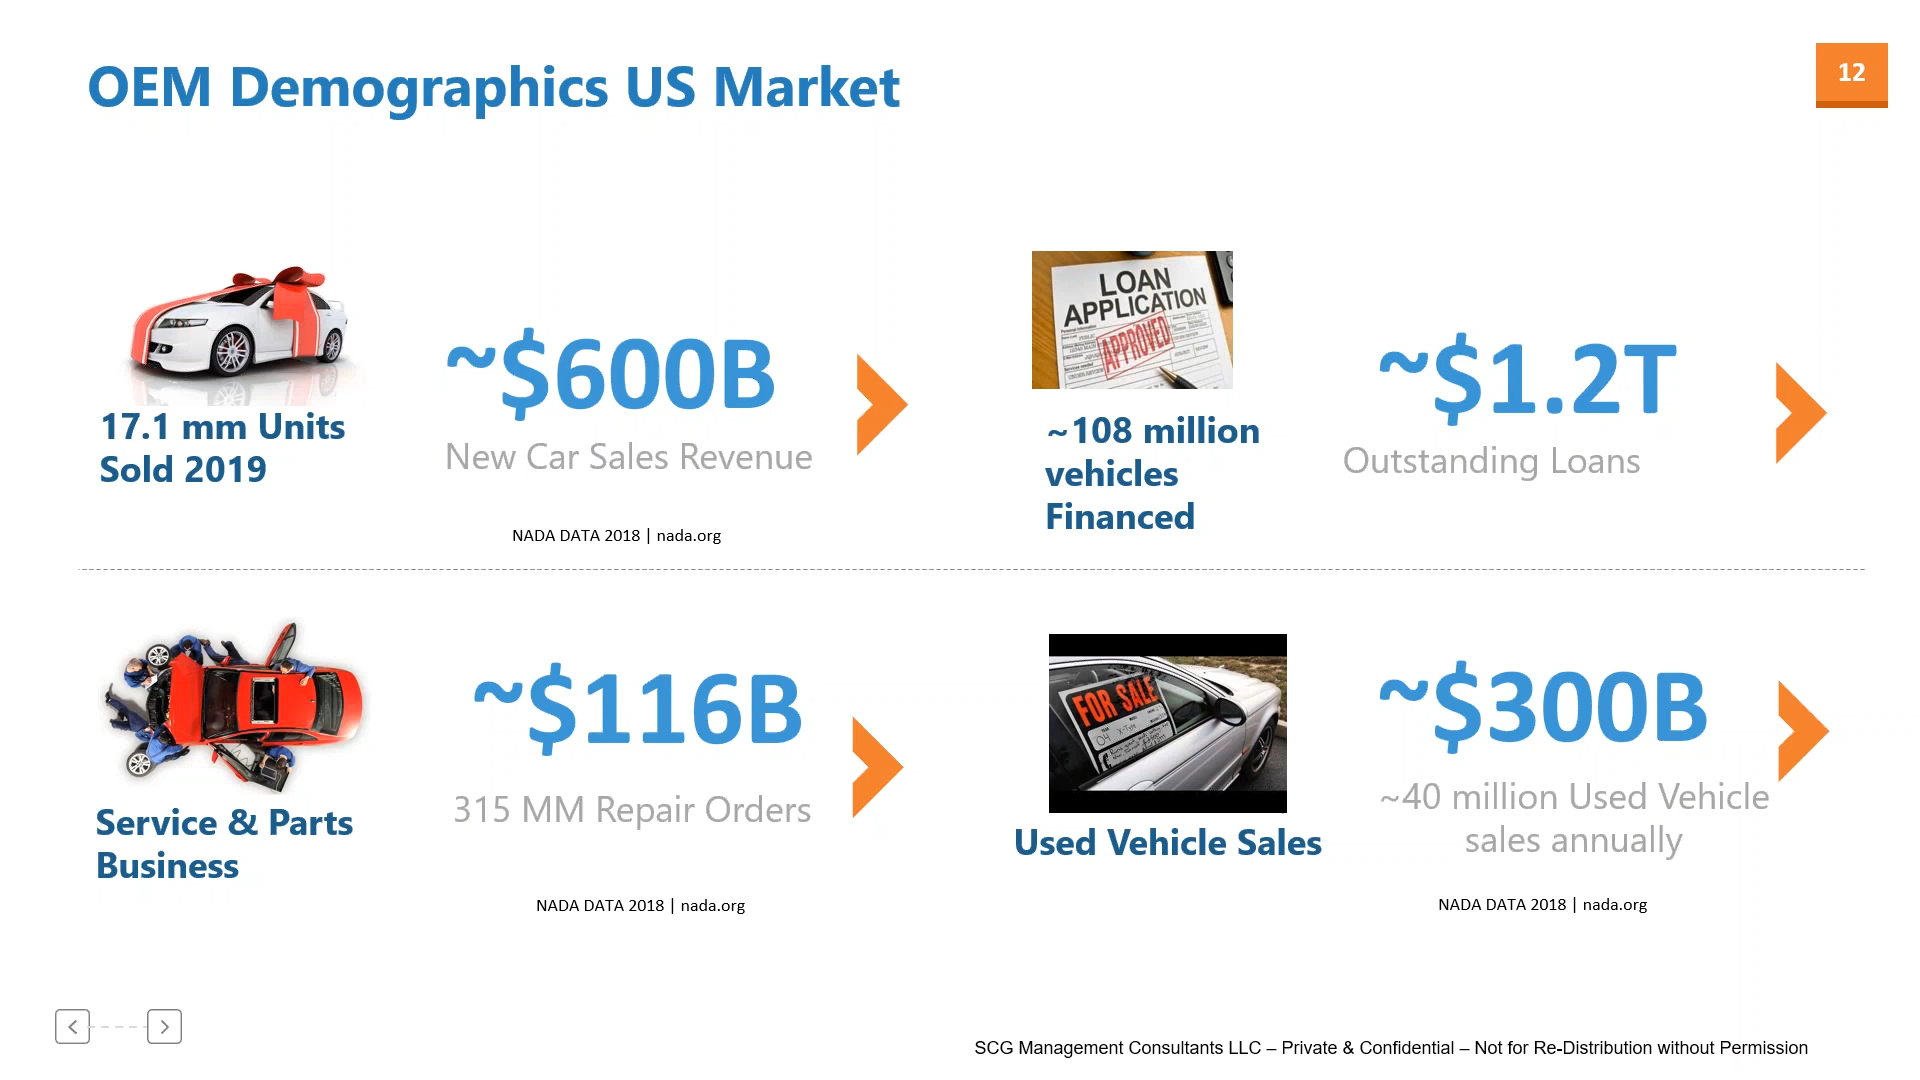 OEM Demographics US Market
12
LOAN
APPLICATION
APPROVED
~$600B
~$1.2T
17.1 mm Units
Sold 2019
New Car Sales Revenue
~108 million
vehicles
Financed
Outstanding Loans
NADA DATA 2018 | nada.org
FOR SALE
04 X-Type
~$116B
~$300B
315 MM Repair Orders
~40 million Used Vehicle
sales annually
Service & Parts
Business
Used Vehicle Sales
NADA DATA 2018 | nada.org
NADA DATA 2018 | nada.org
SCG Management Consultants LLC – Private & Confidential – Not for Re-Distribution without Permission